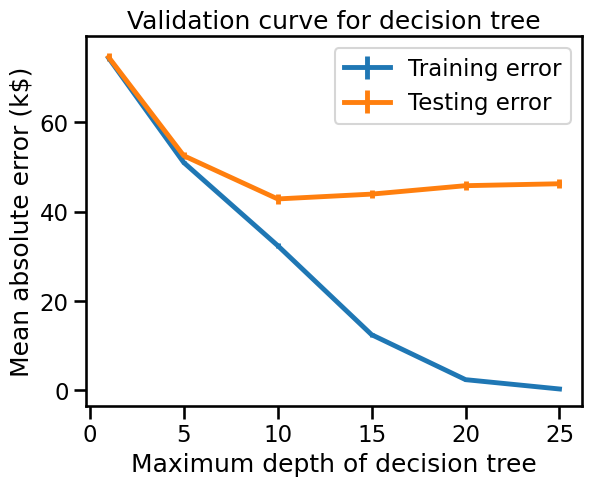 Validation curve for decision tree
Training error
Testing error
Mean absolute error (k$)
60
40
20
0
0 5 10 15 20 25
Maximum depth of decision tree